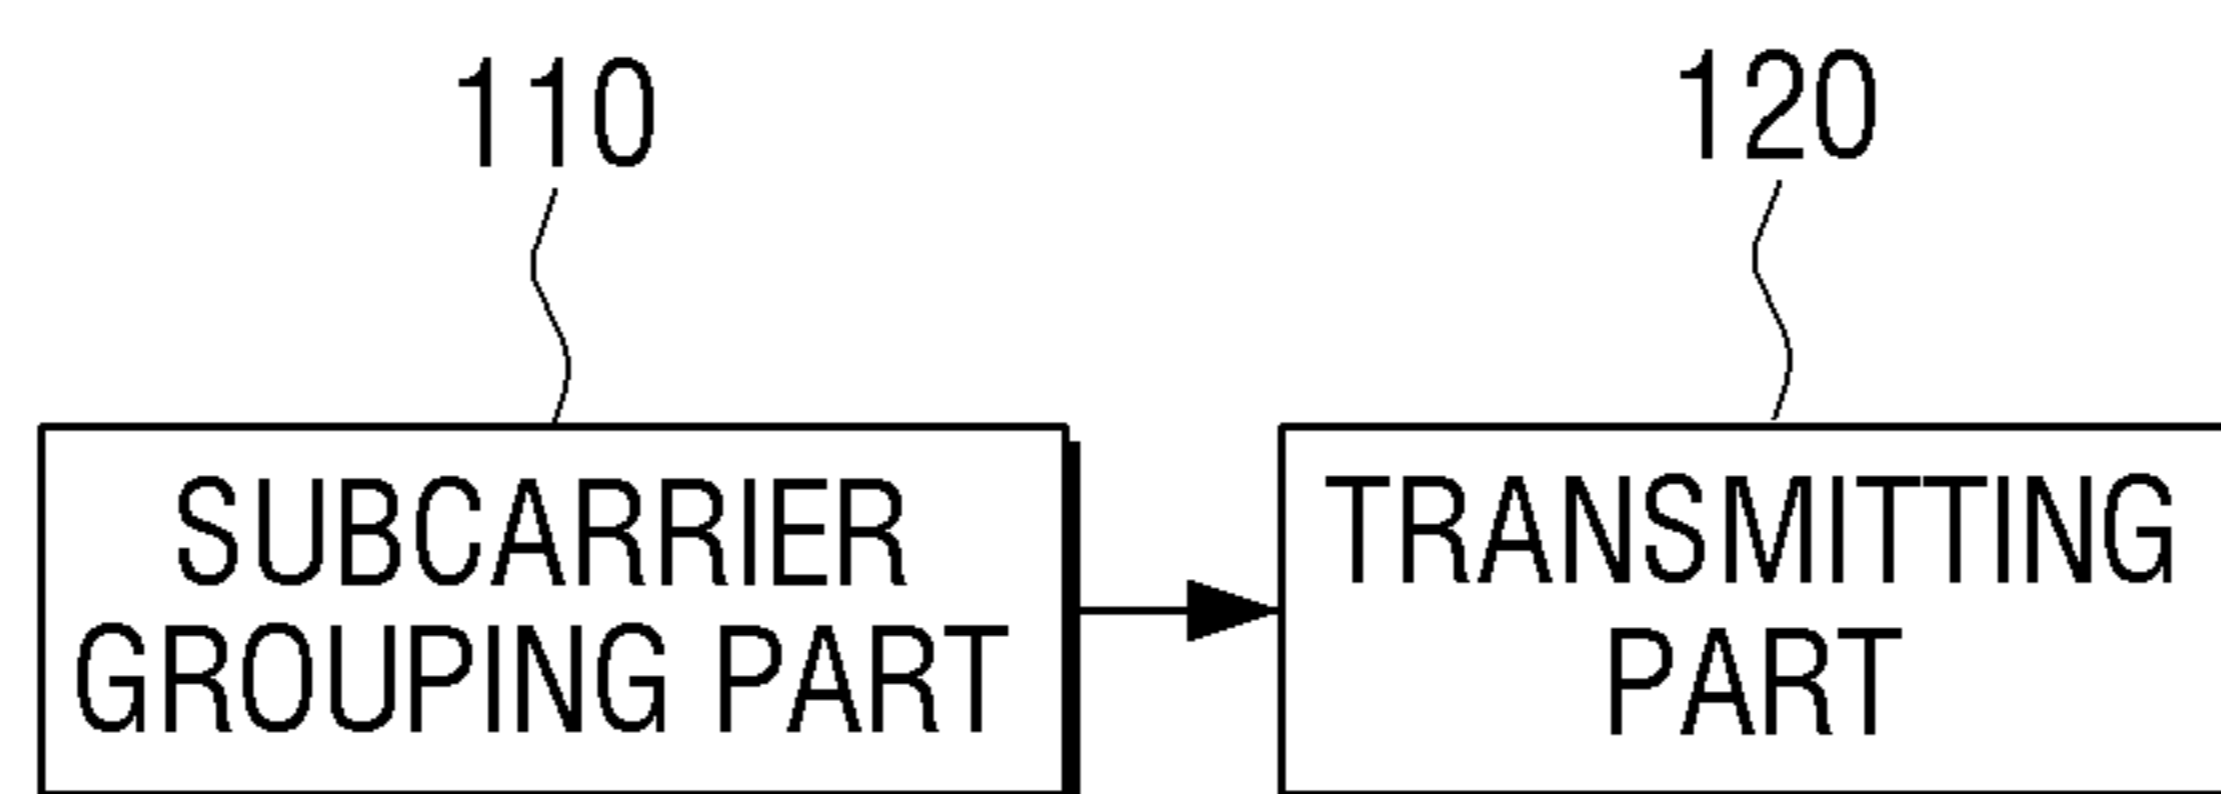 110
120
SUBCARRIER
GROUPING PART
TRANSMITTING
PART